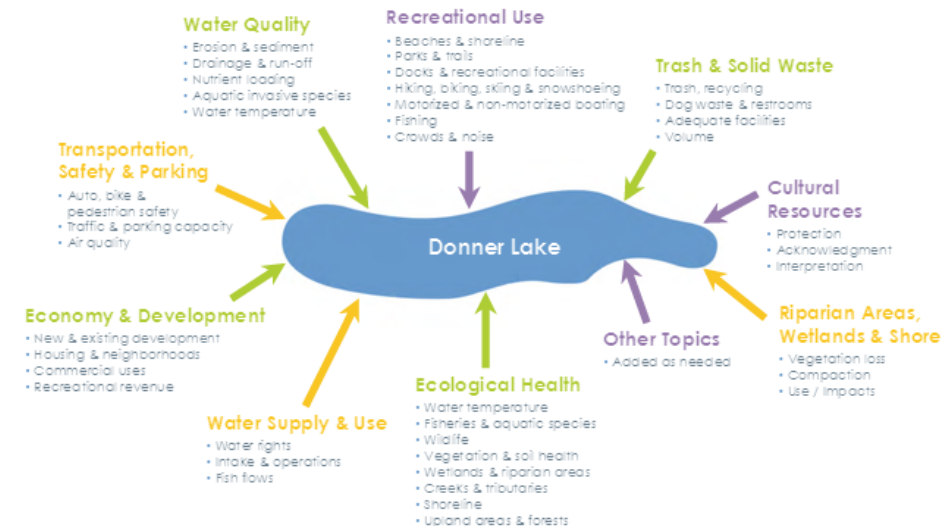 Water Quality
• Erosion & sediment
• Drainage & run-off
• Nutrient loading
• Aquatic invasive species
• Water temperature
Recreational Use
• Beaches & shoreline
• Parks & trails
• Docks & recreational facilities
• Hiking, biking, skiing & snowshoeing
• Motorized & non-motorized boating
• Fishing
• Crowds & noise
Trash & Solid Waste
• Trash, recycling
• Dog waste & restrooms
• Adequate facilities
• Volume
Transportation,
Safety & Parking
• Auto, bike &
pedestrian safety
• Traffic & parking capacity
• Air quality
Cultural
Resources
• Protection
• Acknowledgment
• Interpretation
Donner Lake
Economy & Development
• New & existing development
• Housing & neighborhoods
• Commercial uses
• Recreational revenue
Water Supply & Use
• Water rights
• Intake & operations
• Fish flows
Ecological Health
• Water temperature
• Fisheries & aquatic species
• Wildlife
• Vegetation & soil health
• Wetlands & riparian areas
• Creeks & tributaries
• Shoreline
• Upland areas & forests
Other Topics
• Added as needed
Riparian Areas,
Wetlands & Shore
• Vegetation loss
• Compaction
• Use / Impacts